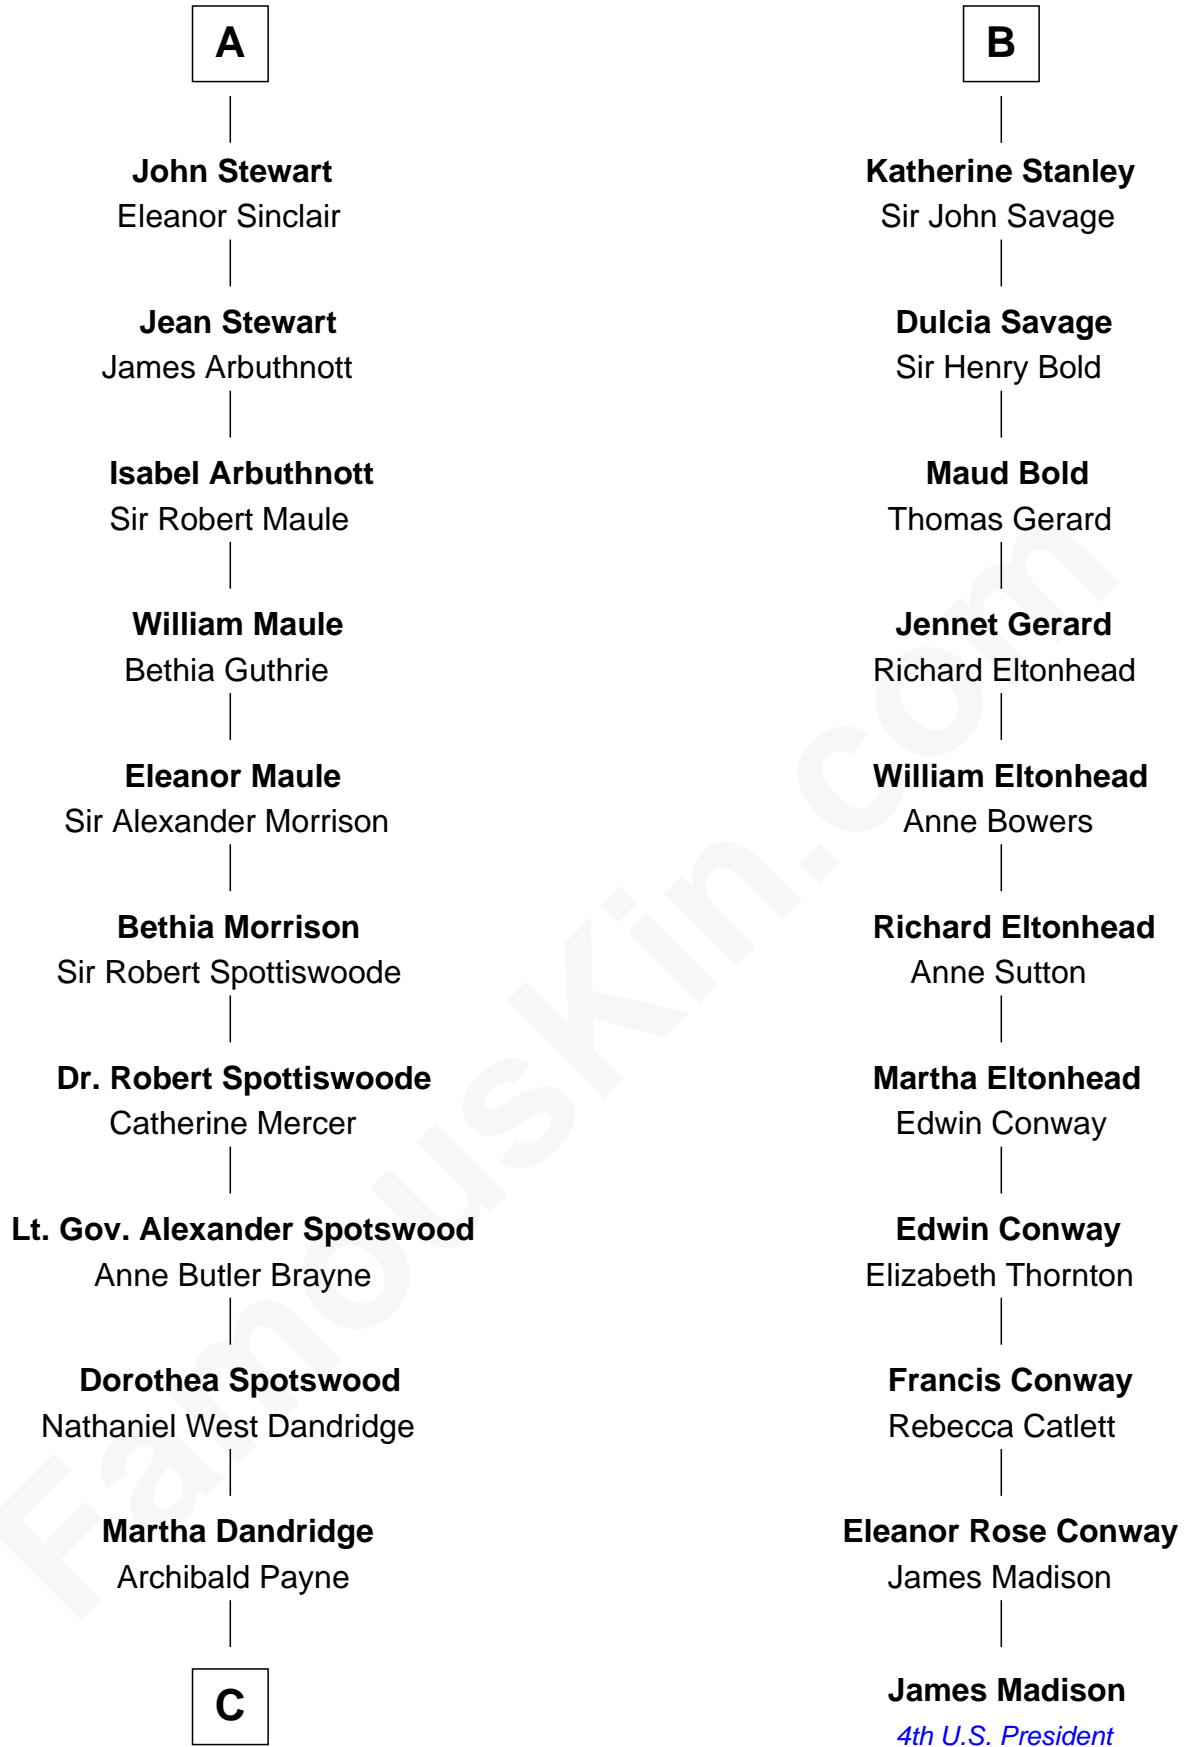 A
John Stewart
Eleanor Sinclair
Jean Stewart
James Arbuthnott
Isabel Arbuthnott
Sir Robert Maule
William Maule
Bethia Guthrie
Eleanor Maule
Sir Alexander Morrison
Bethia Morrison
Sir Robert Spottiswoode
Dr. Robert Spottiswoode
Catherine Mercer
Lt. Gov. Alexander Spotswood
Anne Butler Brayne
Dorothea Spotswood
Nathaniel West Dandridge
Martha Dandridge
Archibald Payne
C
B
Katherine Stanley
Sir John Savage
Dulcia Savage
Sir Henry Bold
Maud Bold
Thomas Gerard
Jennet Gerard
Richard Eltonhead
William Eltonhead
Anne Bowers
Richard Eltonhead
Anne Sutton
Martha Eltonhead
Edwin Conway
Edwin Conway
Elizabeth Thornton
Francis Conway
Rebecca Catlett
Eleanor Rose Conway
James Madison
James Madison
4th U.S. President
FamousKin.com